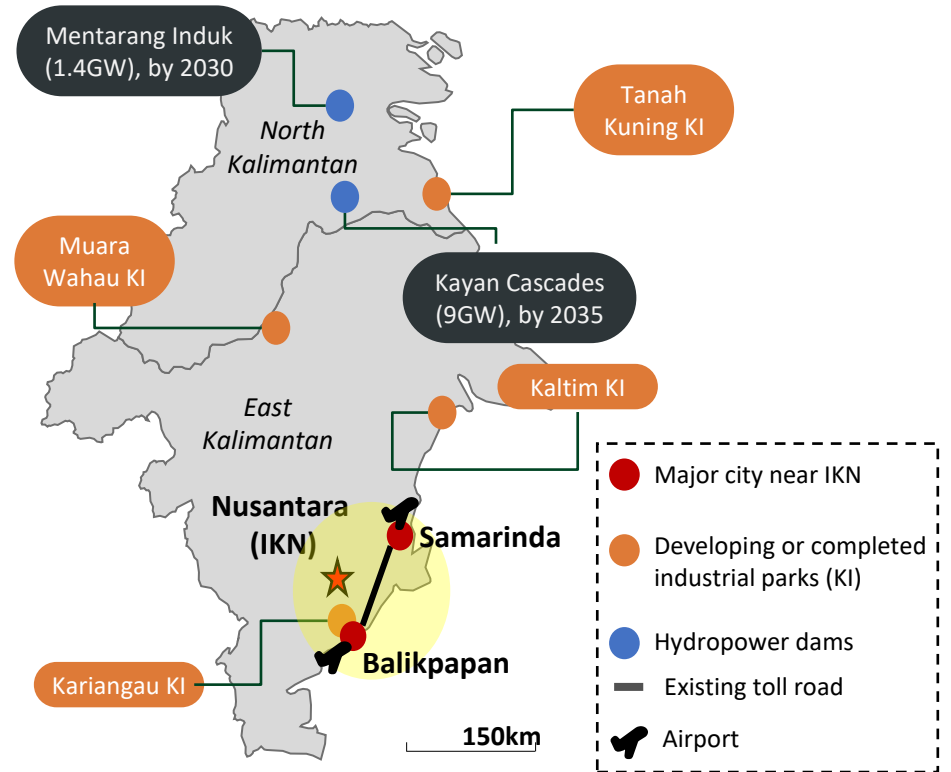 Mentarang Induk
(1.4GW), by 2030
North
Kalimantan
Tanah
Kuning KI
Muara
Wahau KI
Kayan Cascades
(9GW), by 2035
Kaltim KI
East
Kalimantan
Nusantara
(IKN)
Samarinda
Balikpapan
Kariangau KI
150km
Major city near IKN
Developing or completed
industrial parks (KI)
Hydropower dams
Existing toll road
Airport